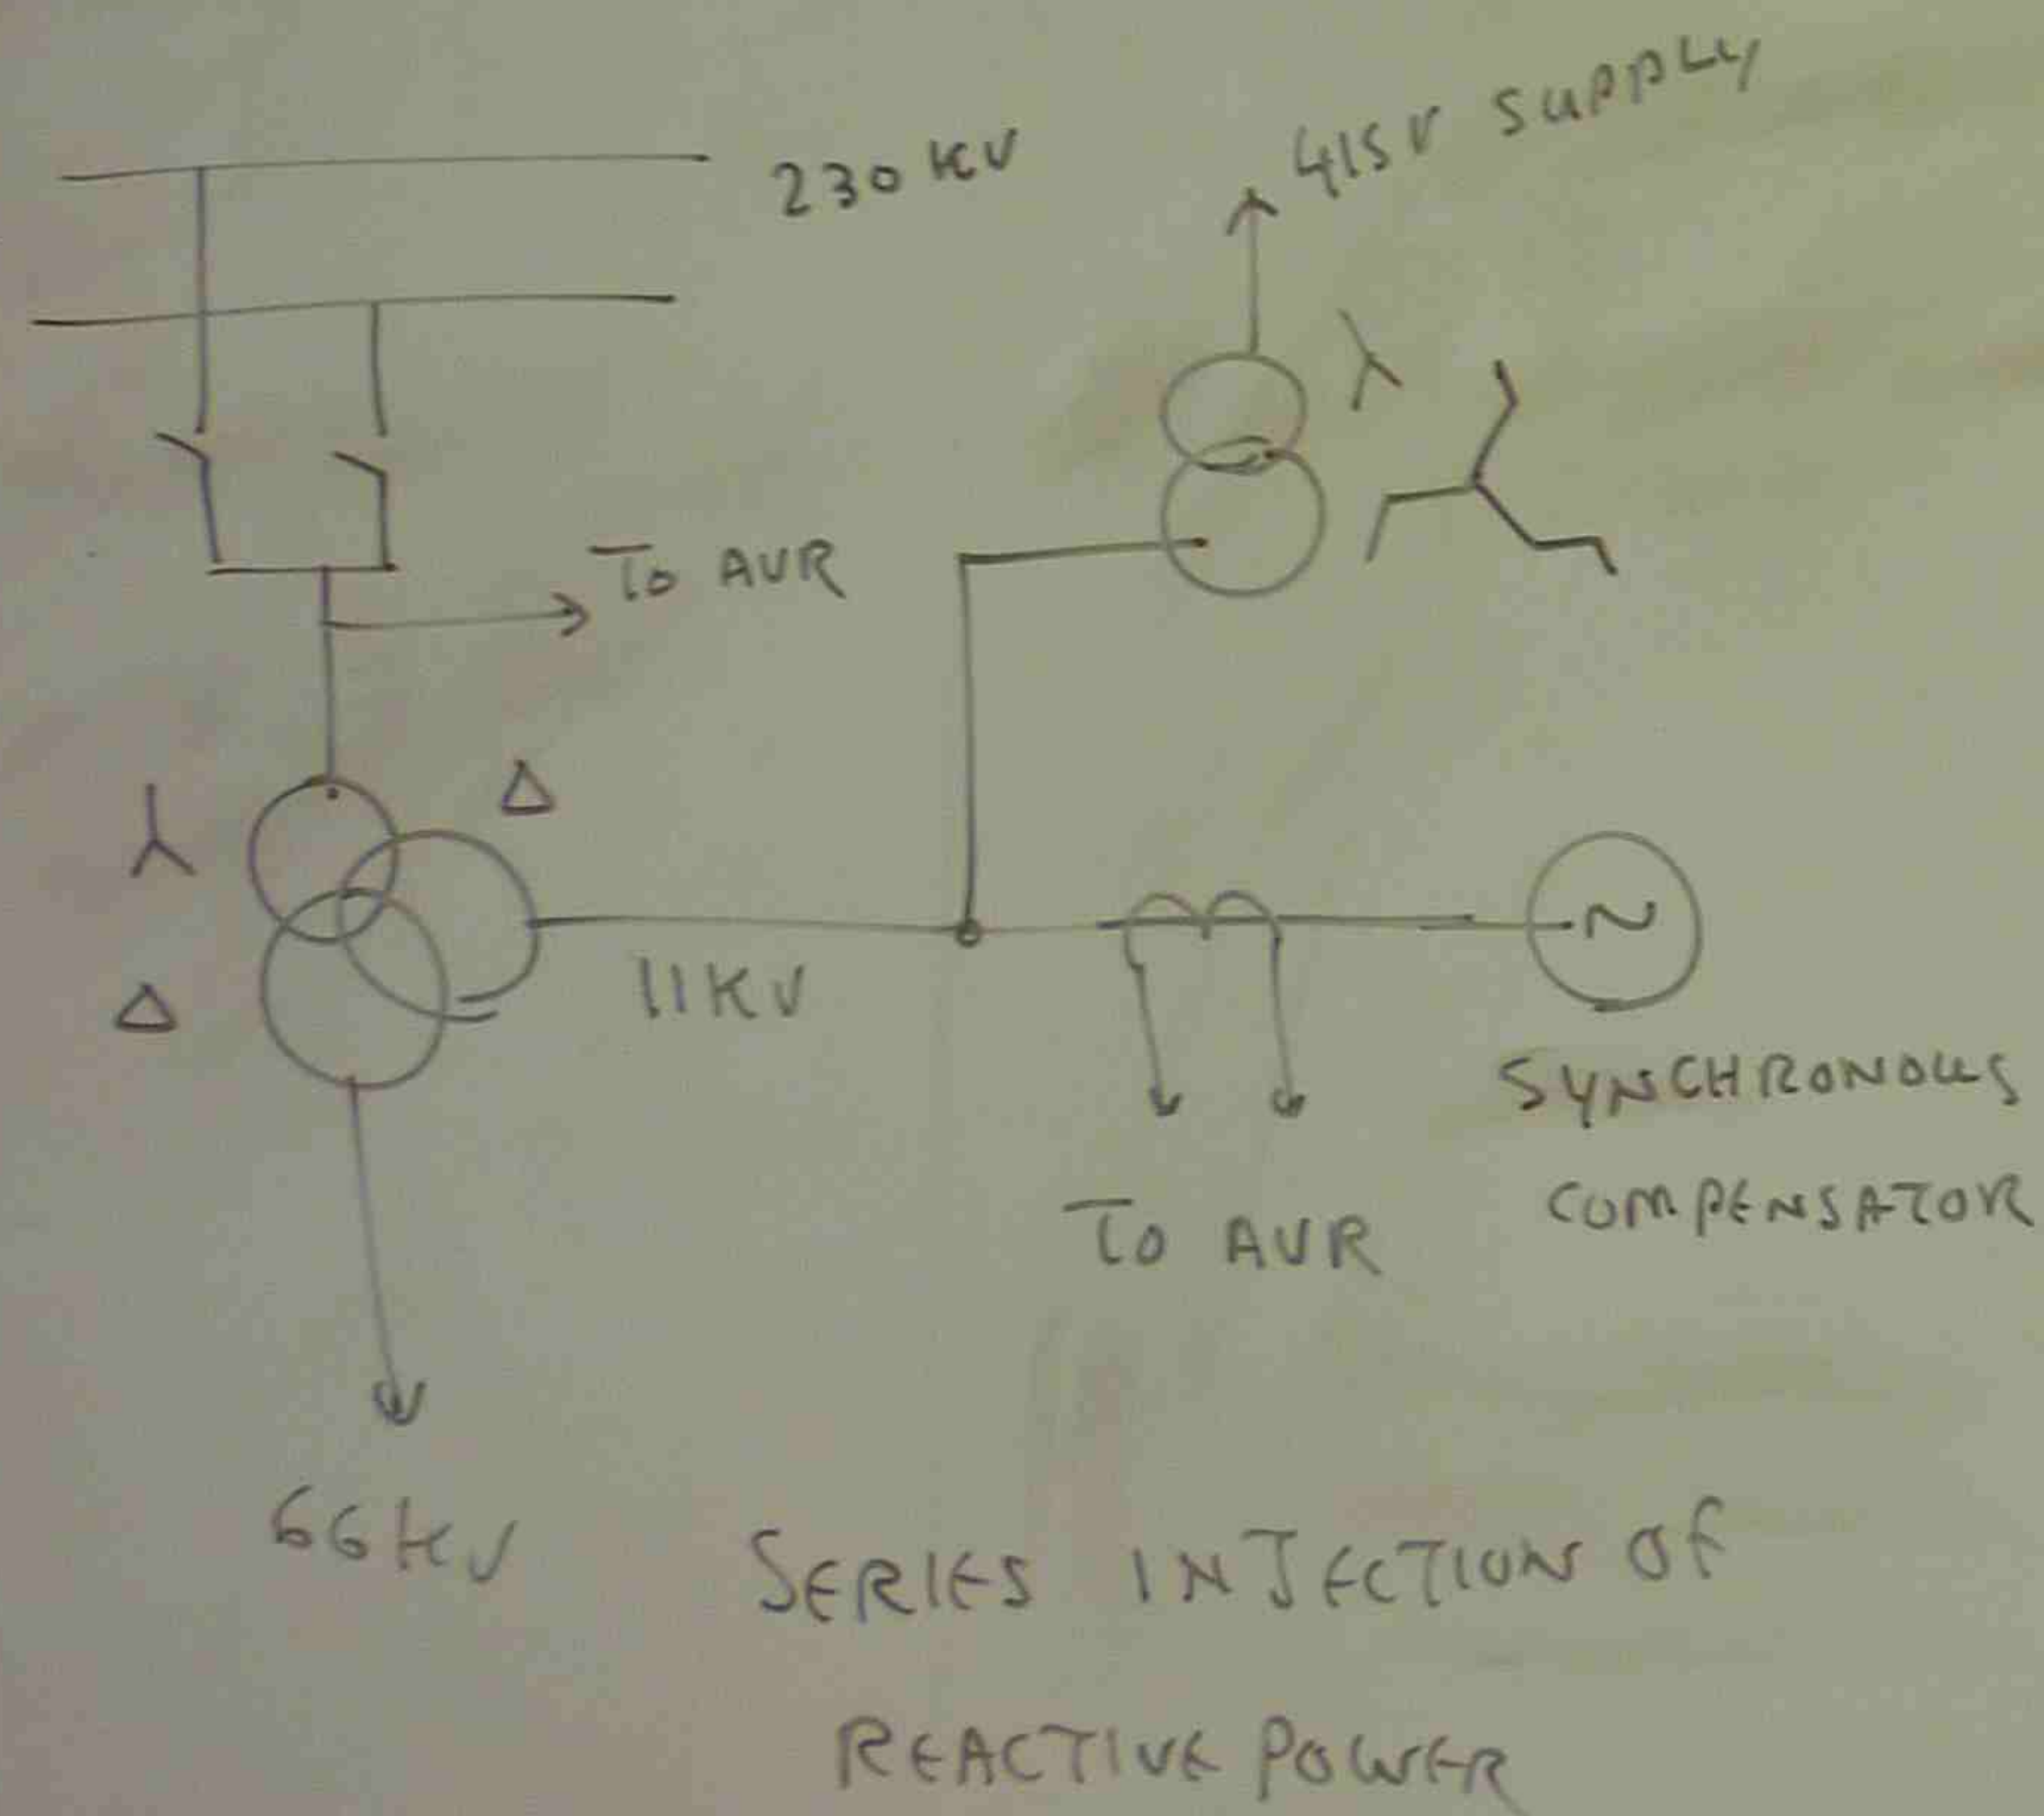 230 KV
415V SUPPLY
To AVR
11KV
SYNCHRONOUS
COMPENSATOR
To AVR
66KV
SERIES INJECTION OF
REACTIVE POWER